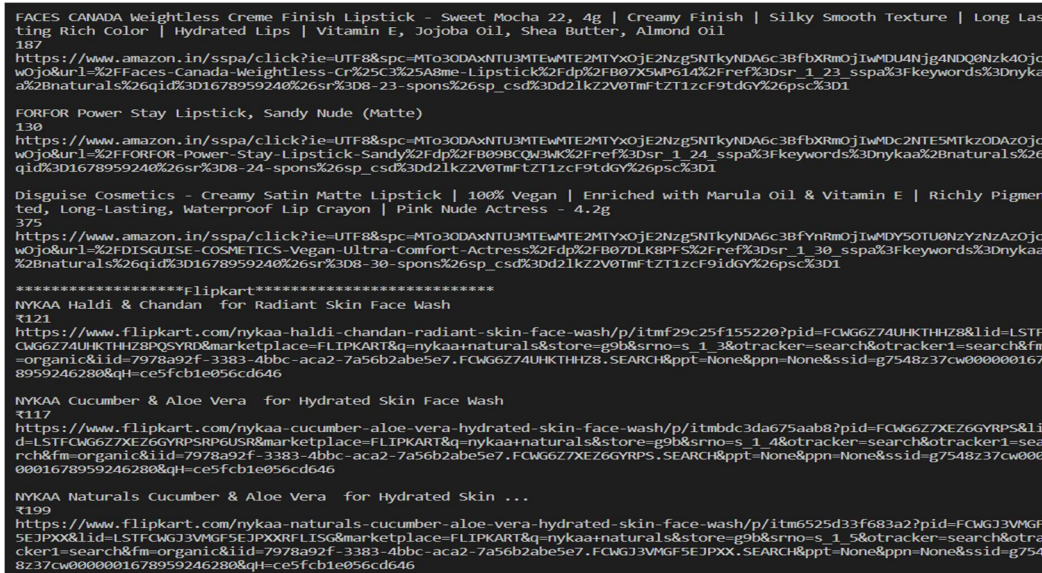 FACES CANADA Weightless Creme Finish Lipstick - Sweet Mocha 22, 4g | Creamy Finish | Silky Smooth Texture | Long Las
ting Rich Color | Hydrated Lips | Vitamin E, Jojoba Oil, Shea Butter, Almond Oil
187
https://www.amazon.in/sspa/click?ie=UTF8&spc=MTo3ODAxNTU3MTEwMTE2MTYxOjE2Nzg5NTkyNDA6c3BfbXRmOjIwMDU4Njg4NDQ0Nzk4Ojo
wOjo&url=%2FFaces-Canada-Weightless-Cr%25C3%25A8me-Lipstick%2Fdp%2FB07X5WP614%2Fref%3Dsr_1_23_sspa%3Fkeywords%3Dnyka
a%2Bnaturals%26qid%3D1678959240%26sr%3D8-23-spons%26sp_csd%3Dd2lkZ2V0TmFtZT1zcF9tdGY%26psc%3D1
FORFOR Power Stay Lipstick, Sandy Nude (Matte)
130
https://www.amazon.in/sspa/click?ie=UTF8&spc=MTo3ODAxNTU3MTEwMTE2MTYxOjE2Nzg5NTkyNDA6c3BfbXRmOjIwMDc2NTE5MTkzODAzOjo
wOjo&url=%2FFORFOR-Power-Stay-Lipstick-Sandy%2Fdp%2FB09BCQW3WK%2Fref%3Dsr_1_24_sspa%3Fkeywords%3Dnykaa%2Bnaturals%26
qid%3D1678959240%26sr%3D8-24-spons%26sp_csd%3Dd2lkZ2V0TmFtZT1zcF9tdGY%26psc%3D1
Disguise Cosmetics - Creamy Satin Matte Lipstick | 100% Vegan | Enriched with Marula Oil & Vitamin E | Richly Pigmen
ted, Long-Lasting, Waterproof Lip Crayon | Pink Nude Actress - 4.2g
375
https://www.amazon.in/sspa/click?ie=UTF8&spc=MTo3ODAxNTU3MTEwMTE2MTYxOjE2Nzg5NTkyNDA6c3BfYnRmOjIwMDY5OTU0NzYzNzAzOjo
wOjo&url=%2FDISGUISE-COSMETICS-Vegan-Ultra-Comfort-Actress%2Fdp%2FB07DLK8PFS%2Fref%3Dsr_1_30_sspa%3Fkeywords%3Dnykaa
%2Bnaturals%26qid%3D1678959240%26sr%3D8-30-spons%26sp_csd%3Dd2lkZ2V0TmFtZT1zcF9idGY%26psc%3D1
*******************Flipkart***************************
NYKAA Haldi & Chandan  for Radiant Skin Face Wash
₹121
https://www.flipkart.com/nykaa-haldi-chandan-radiant-skin-face-wash/p/itmf29c25f155220?pid=FCWG6Z74UHKTHHZ8&lid=LSTF
CWG6Z74UHKTHHZ8PQSYRD&marketplace=FLIPKART&q=nykaa+naturals&store=g9b&srno=s_1_3&otracker=search&otracker1=search&fm
=organic&iid=7978a92f-3383-4bbc-aca2-7a56b2abe5e7.FCWG6Z74UHKTHHZ8.SEARCH&ppt=None&ppn=None&ssid=g7548z37cw000000167
8959246280&qH=ce5fcb1e056cd646
NYKAA Cucumber & Aloe Vera  for Hydrated Skin Face Wash
₹117
https://www.flipkart.com/nykaa-cucumber-aloe-vera-hydrated-skin-face-wash/p/itmbdc3da675aab8?pid=FCWG6Z7XEZ6GYRPS&li
d=LSTFCWG6Z7XEZ6GYRPSRP6USR&marketplace=FLIPKART&q=nykaa+naturals&store=g9b&srno=s_1_4&otracker=search&otracker1=sea
rch&fm=organic&iid=7978a92f-3383-4bbc-aca2-7a56b2abe5e7.FCWG6Z7XEZ6GYRPS.SEARCH&ppt=None&ppn=None&ssid=g7548z37cw000
0001678959246280&qH=ce5fcb1e056cd646
NYKAA Naturals Cucumber & Aloe Vera  for Hydrated Skin ...
₹199
https://www.flipkart.com/nykaa-naturals-cucumber-aloe-vera-hydrated-skin-face-wash/p/itm6525d33f683a2?pid=FCWGJ3VMGF
5EJPXX&lid=LSTFCWGJ3VMGF5EJPXXRFLISG&marketplace=FLIPKART&q=nykaa+naturals&store=g9b&srno=s_1_5&otracker=search&otra
cker1=search&fm=organic&iid=7978a92f-3383-4bbc-aca2-7a56b2abe5e7.FCWGJ3VMGF5EJPXX.SEARCH&ppt=None&ppn=None&ssid=g754
8z37cw0000001678959246280&qH=ce5fcb1e056cd646